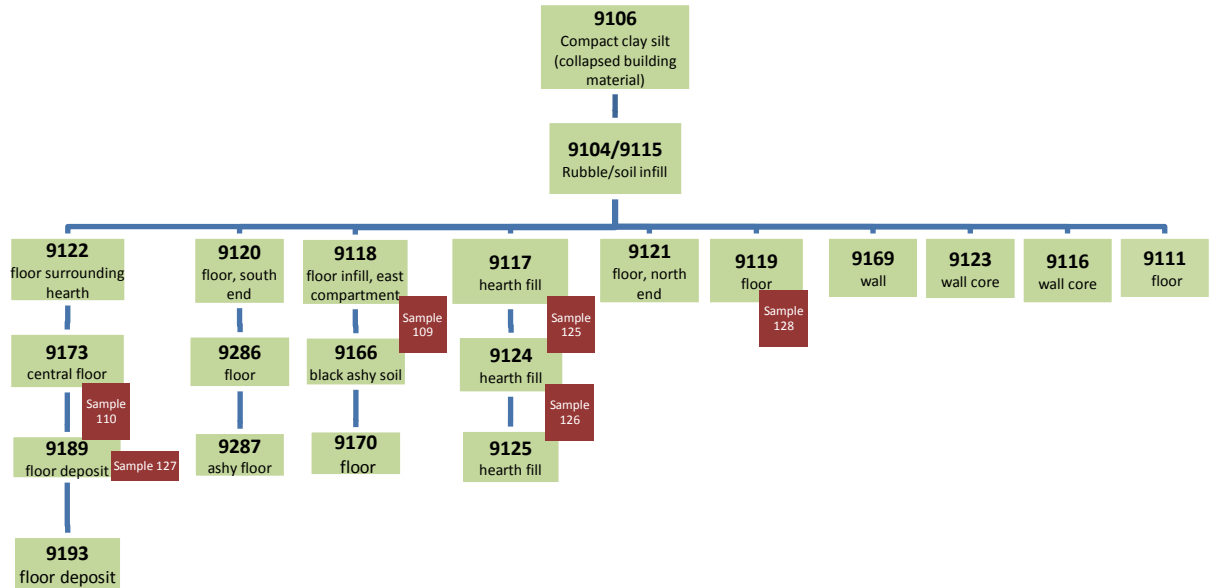 9106
Compact clay silt
(collapsed building
material)
9104/9115
Rubble/soil infill
9122
floor surrounding
hearth
9120
floor, south
end
9118
floor infill, east
compartment
9117
hearth fill
9121
floor, north
end
9119
floor
9169
wall
9123
wall core
9116
wall core
9111
floor
Sample
109
Sample
125
Sample
128
9173
central floor
9286
floor
9166
black ashy soil
9124
hearth fill
Sample
110
Sample
126
9189
floor deposit
Sample 127
9287
ashy floor
9170
floor
9125
hearth fill
9193
floor deposit